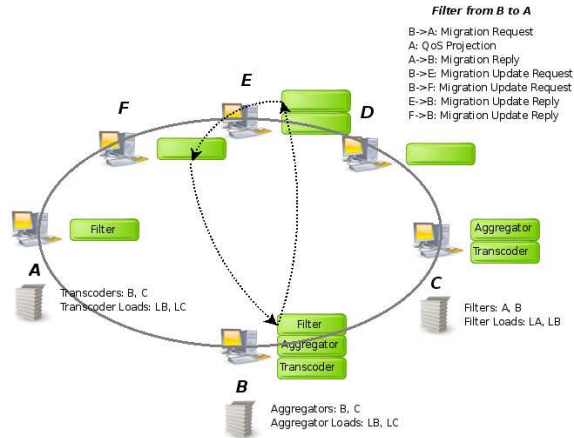 Filter from B to A
B->A: Migration Request
A: QoS Projection
A->B: Migration Reply
B->E: Migration Update Request
B->F: Migration Update Request
E->B: Migration Update Reply
F->B: Migration Update Reply
E
F
D
Filter
Aggregator
Transcoder
A
Transcoders: B, C
Transcoder Loads: LB, LC
C
Filters: A, B
Filter Loads: LA, LB
Filter
Aggregator
Transcoder
B
Aggregators: B, C
Aggregator Loads: LB, LC